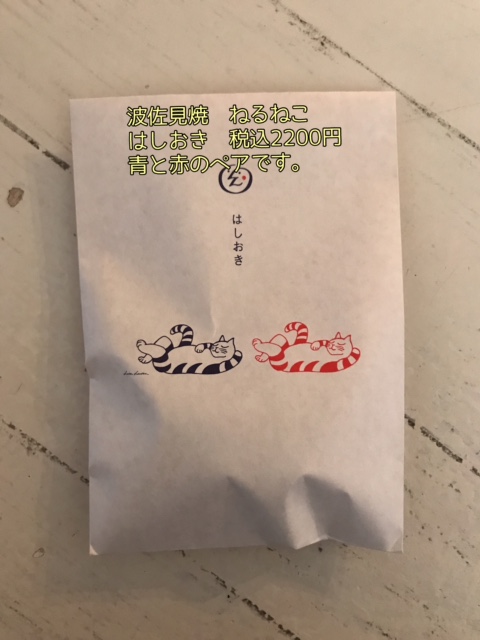 波佐見焼　ねるねこ
はしおき　税込2200円
青と赤のペアです。
はしおき